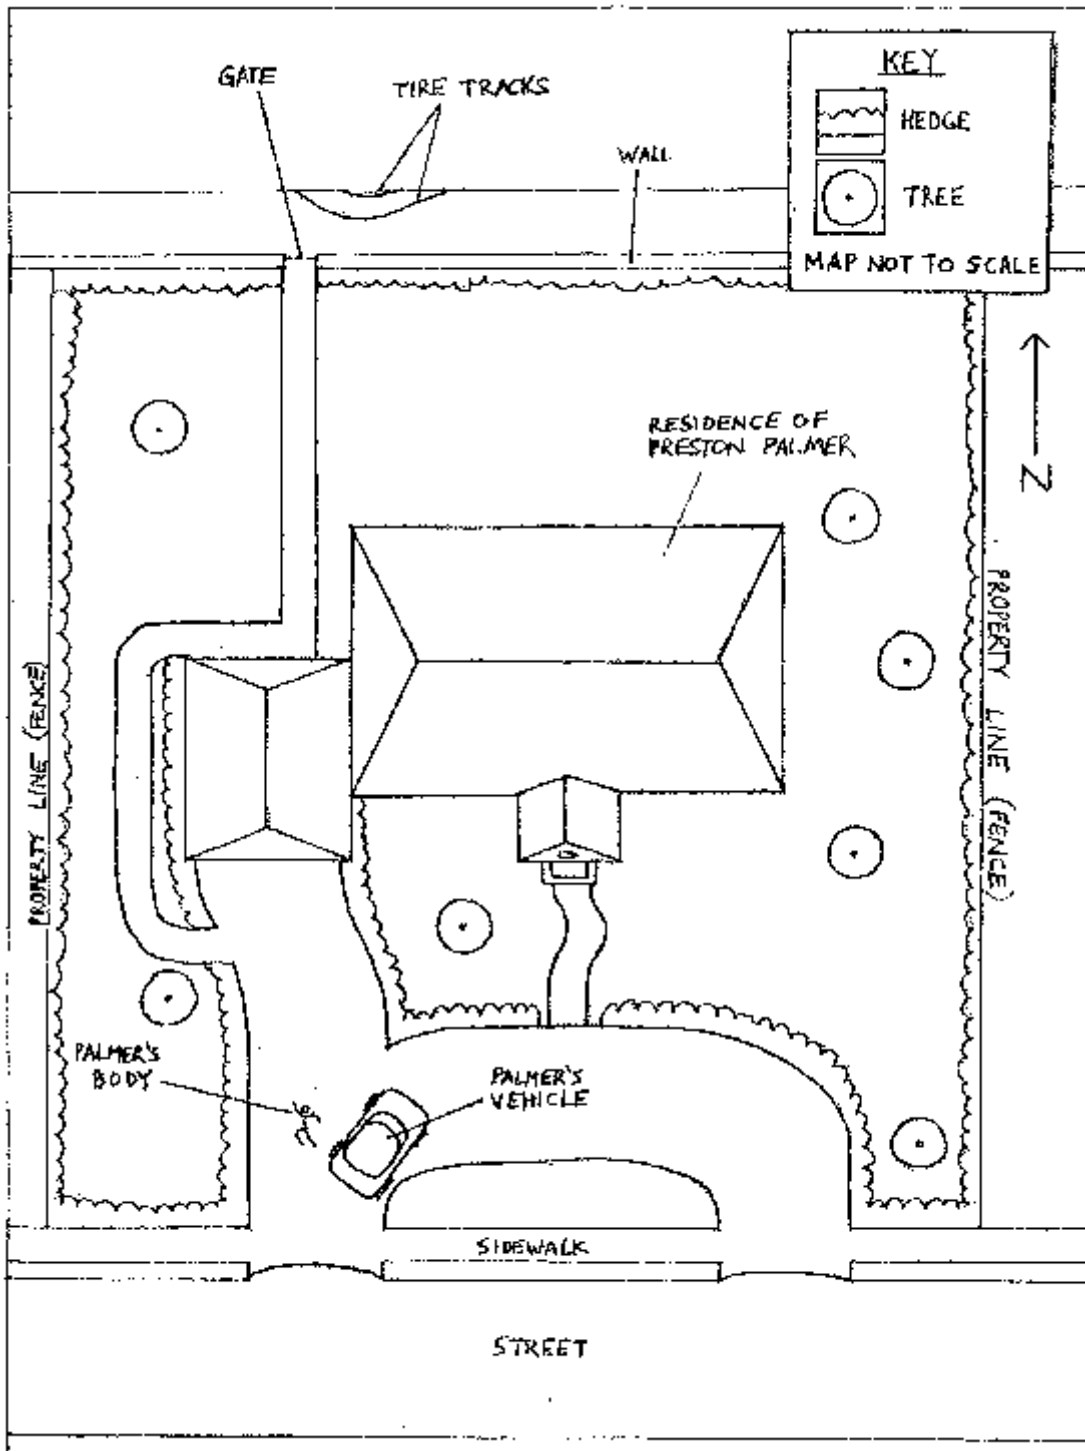 GATE
TIRE TRACKS
WALL
KEY
HEDGE
TREE
MAP NOT TO SCALE
N
RESIDENCE OF
PRESTON PALMER
PROPERTY LINE (FENCE)
PROPERTY LINE (FENCE)
PALMER'S
BODY
PALMER'S
VEHICLE
SIDEWALK
STREET